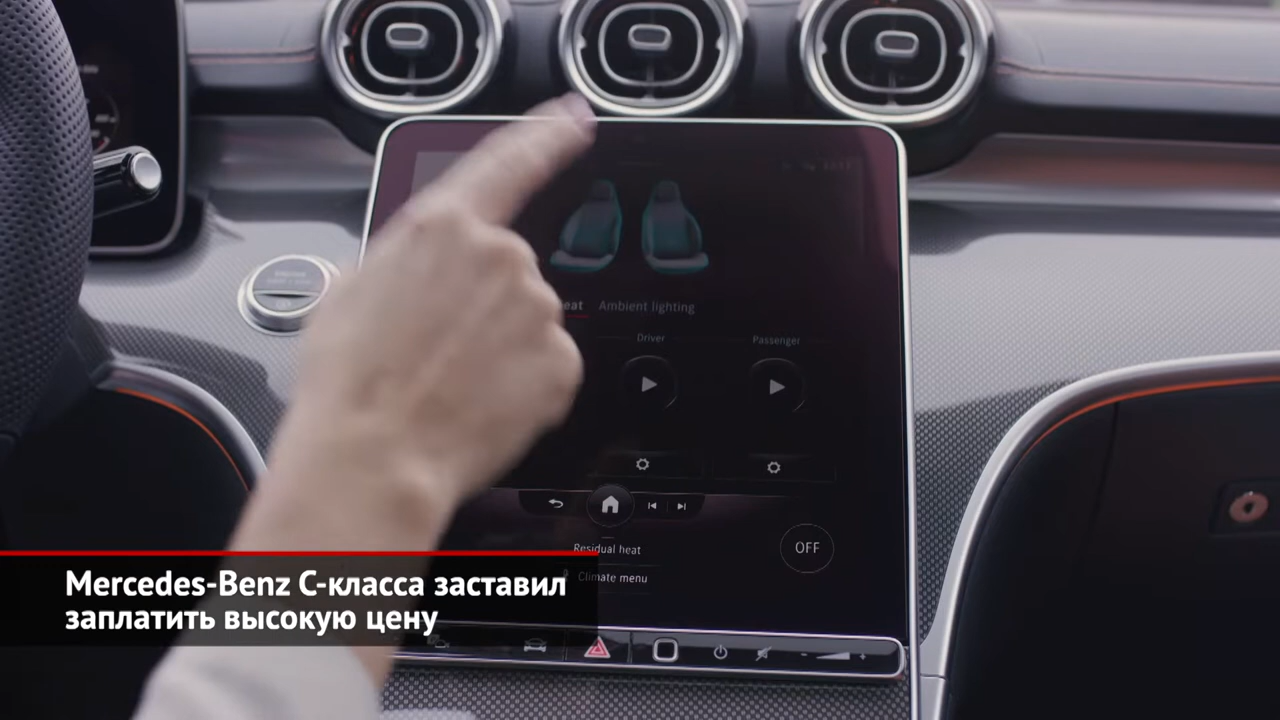 eat Ambient lighting
Driver Passenger
Residual heat
OFF
Climate menu
- +
Mercedes-Benz С-класса заставил
заплатить высокую цену